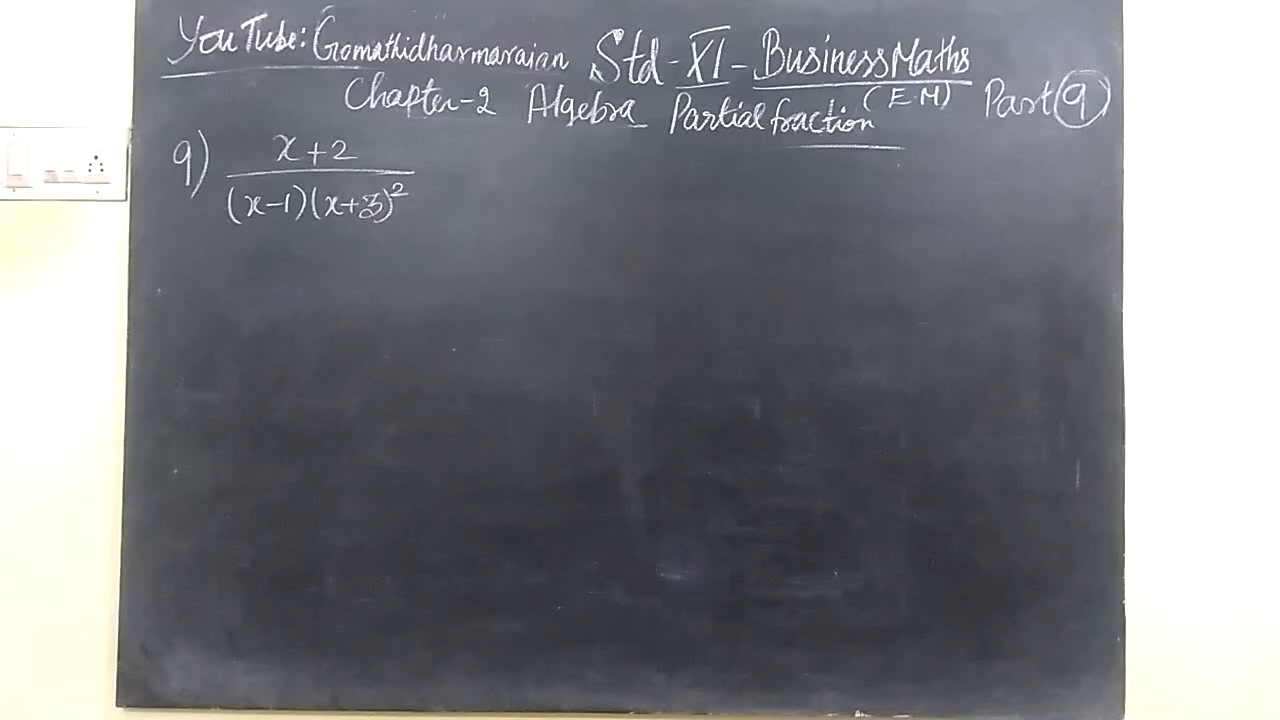 YouTube: Gomathidharmarajan Std-XI-Business Maths
Chapter-2 Algebra Partial fraction (E.M) Part 9
9) x+2
(x-1)(x+3)²